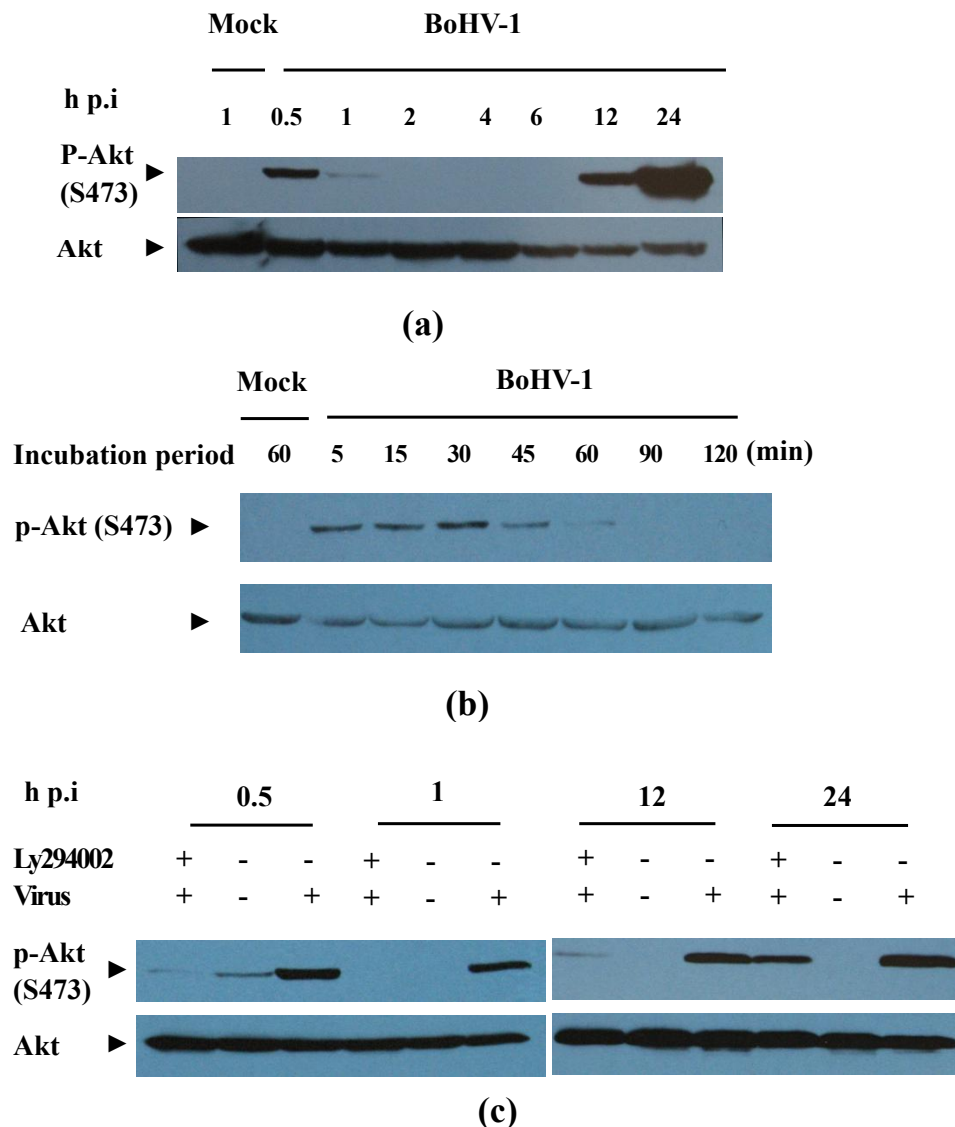 Mock BoHV-1
h p.i 1 0.5 1 2 4 6 12 24
P-Akt ►
(S473)
Akt ►
(a)
Mock BoHV-1
Incubation period 60 5 15 30 45 60 90 120 (min)
p-Akt (S473) ►
Akt ►
(b)
h p.i 0.5 1 12 24
Ly294002 + - - + - - + - - + - -
Virus + - + + - + + - + + - +
p-Akt ►
(S473)
Akt ►
(c)